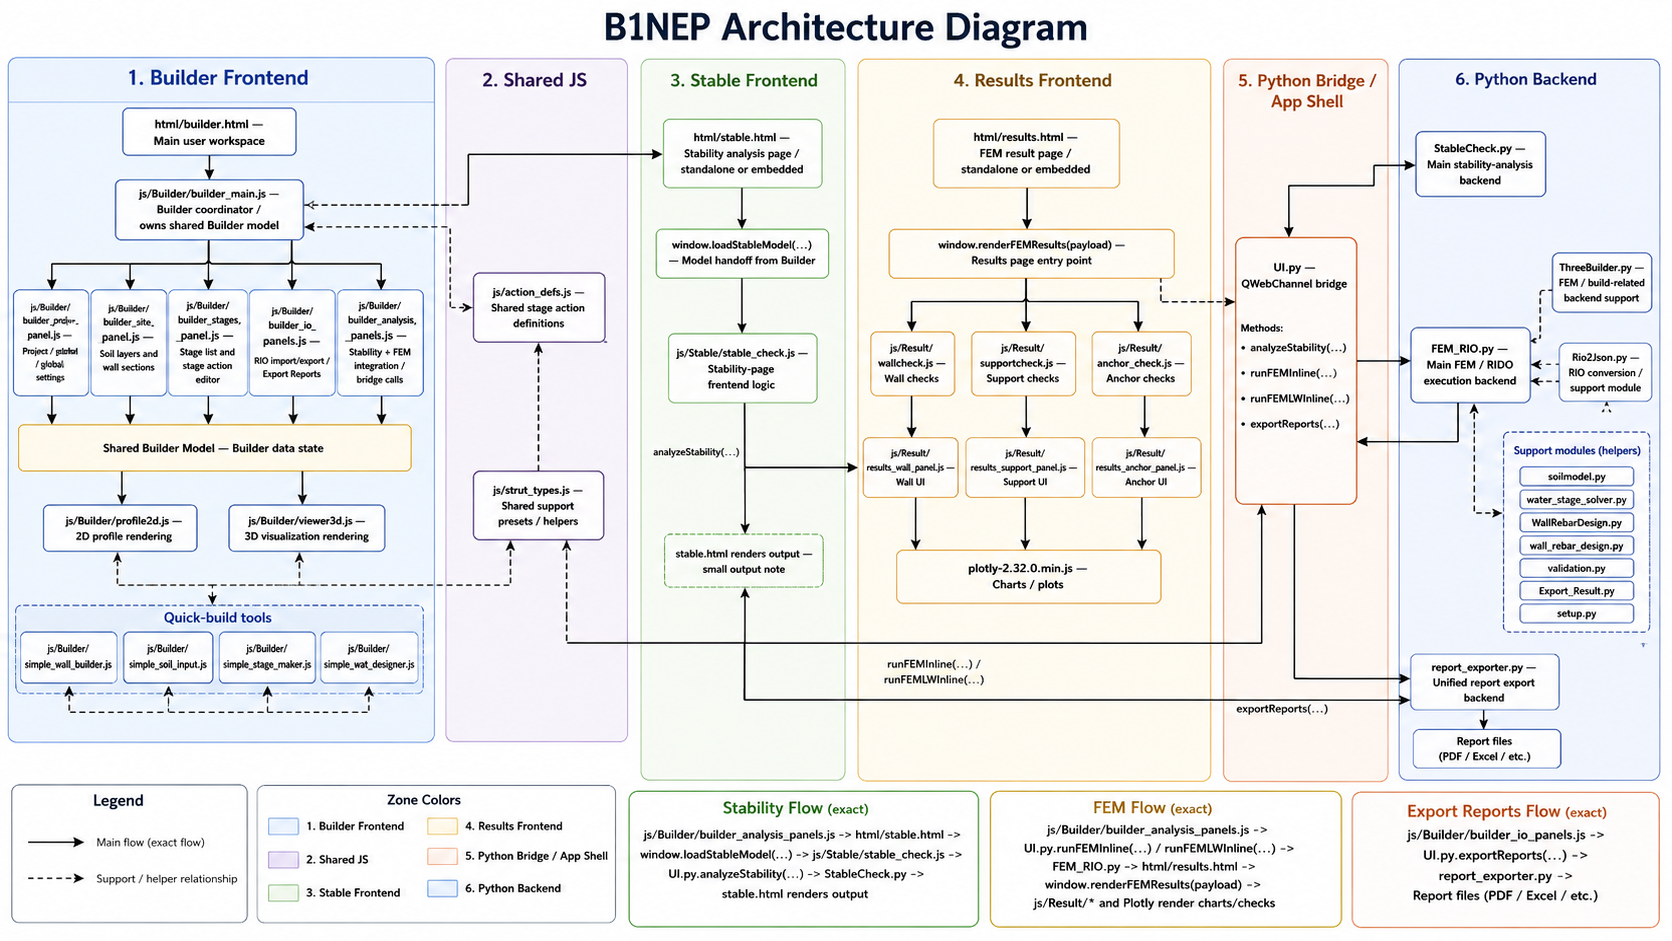 B1NEP Architecture Diagram
1. Builder Frontend
html/builder.html —
Main user workspace
js/Builder/builder_main.js —
Builder coordinator /
owns shared Builder model
js/Builder/
panel.js —
Project /
/ global
settings
js/Builder/
builder_site_
panel.js —
Soil layers and
wall sections
js/Builder/
builder_stages,
_panel.js —
Stage list and
stage action
editor
js/Builder/
builder_io_
panels.js —
RIO import/export /
Export Reports
js/Builder/
builder_analysis,
_panels.js —
Stability + FEM
integration /
bridge calls
Shared Builder Model — Builder data state
js/Builder/profile2d.js —
2D profile rendering
js/Builder/viewer3d.js —
3D visualization rendering
Quick-build tools
js/Builder/
simple_wall_builder.js
js/Builder/
simple_soil_input.js
js/Builder/
simple_stage_maker.js
js/Builder/
simple_wat_designer.js
2. Shared JS
js/action_defs.js —
Shared stage action
definitions
js/strut_types.js —
Shared support
presets / helpers
3. Stable Frontend
html/stable.html —
Stability analysis page /
standalone or embedded
window.loadStableModel(...)
— Model handoff from Builder
js/Stable/stable_check.js —
Stability-page
frentend logic
analyzeStability(...)
stable.html renders output —
small output note
4. Results Frontend
html/results.html —
FEM result page /
standalone or embedded
window.renderFEMResults(payload) —
Results page entry point
js/Result/
wallcheck.js —
Wall checks
js/Result/
supportcheck.js —
Support checks
js/Result/
anchor_check.js —
Anchor checks
js/Result/
results_wall_panel.js —
Wall UI
js/Result/
results_support_panel.js —
Support UI
js/Result/
results_anchor_panel.js —
Anchor UI
plotly-2.32.0.min.js —
Charts / plots
runFEMInline(...) /
runFEMLWInline(...)
5. Python Bridge /
App Shell
UI.py —
QWebChannel bridge
Methods:
• analyzeStability(...)
• runFEMInline(...)
• runFEMLWInline(...)
• exportReports(...)
exportReports(...)
6. Python Backend
StableCheck.py —
Main stability-analysis
backend
ThreeBuilder.py —
FEM / build-related
backend support
FEM_RIO.py —
Main FEM / RIDO
execution backend
Rio2Json.py —
RIO conversion /
support module
Support modules (helpers)
soilmodel.py
water_stage_solver.py
WallRebarDesign.py
wall_rebar_design.py
validation.py
Export_Result.py
setup.py
report_exporter.py —
Unified report export
backend
Report files
(PDF / Excel / etc.)
Legend
Main flow (exact flow)
Support / helper relationship
Zone Colors
1. Builder Frontend
2. Shared JS
3. Stable Frontend
4. Results Frontend
5. Python Bridge / App Shell
6. Python Backend
Stability Flow (exact)
js/Builder/builder_analysis_panels.js -> html/stable.html ->
window.loadStableModel(...) -> js/Stable/stable_check.js ->
UI.py.analyzeStability(...) -> StableCheck.py ->
stable.html renders output
FEM Flow (exact)
js/Builder/builder_analysis_panels.js ->
UI.py.runFEMInline(...) / runFEMLWInline(...) ->
FEM_RIO.py -> html/results.html ->
window.renderFEMResults(payload) ->
js/Result/* and Plotly render charts/checks
Export Reports Flow (exact)
js/Builder/builder_io_panels.js ->
UI.py.exportReports(...) ->
report_exporter.py ->
Report files (PDF / Excel / etc.)